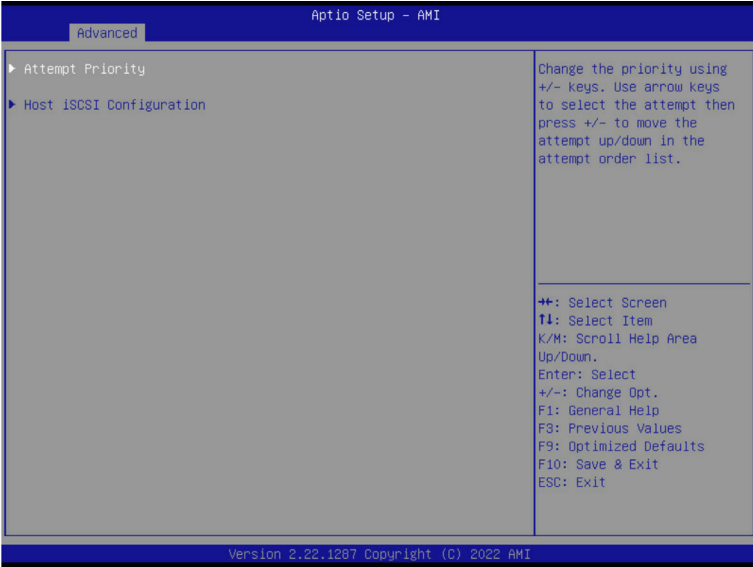 Aptio Setup – AMI
Advanced
▶ Attempt Priority
▶ Host iSCSI Configuration
Change the priority using
+/– keys. Use arrow keys
to select the attempt then
press +/– to move the
attempt up/down in the
attempt order list.
→←: Select Screen
↑↓: Select Item
K/M: Scroll Help Area
Up/Down.
Enter: Select
+/–: Change Opt.
F1: General Help
F3: Previous Values
F9: Optimized Defaults
F10: Save & Exit
ESC: Exit
Version 2.22.1287 Copyright (C) 2022 AMI